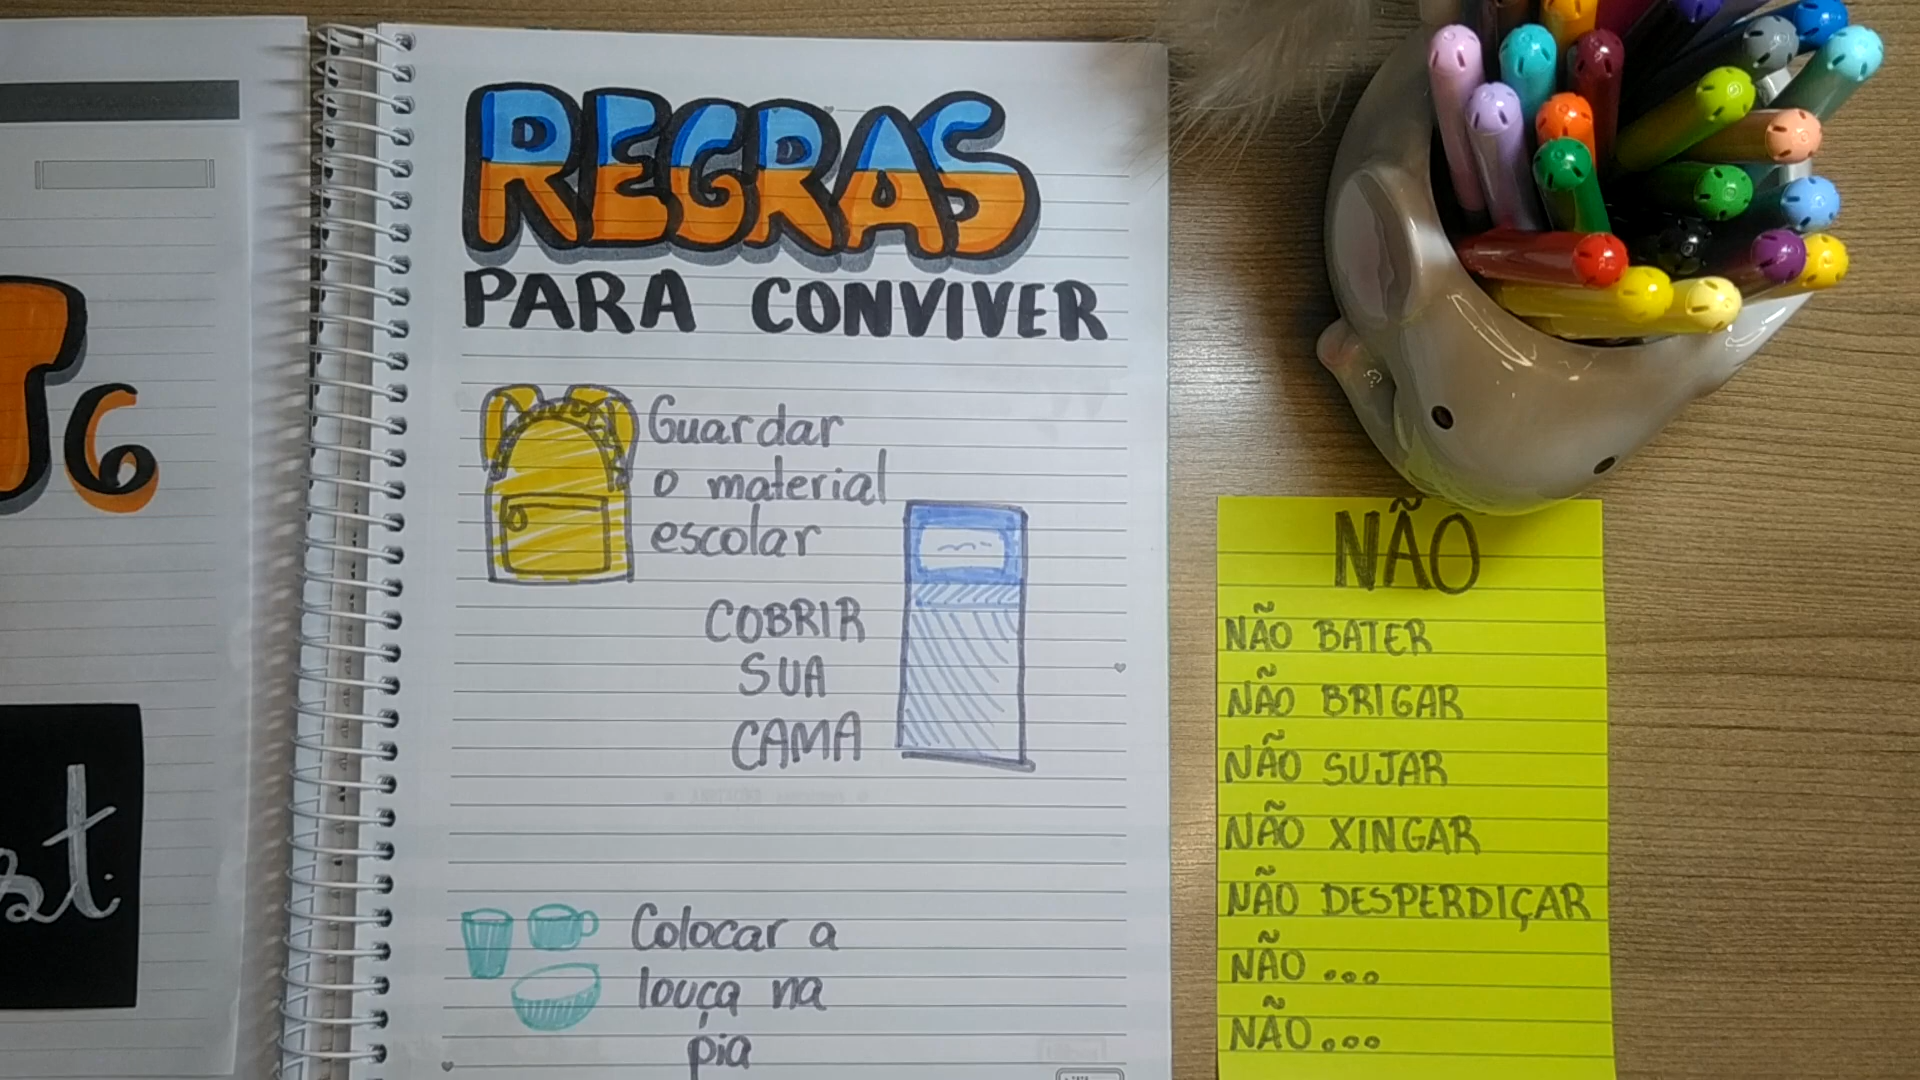 REGRAS
PARA CONVIVER
Guardar
o material
escolar
COBRIR
SUA
CAMA
Colocar a
louça na
pia
NÃO
NÃO BATER
NÃO BRIGAR
NÃO SUJAR
NÃO XINGAR
NÃO DESPERDIÇAR
NÃO...
NÃO...